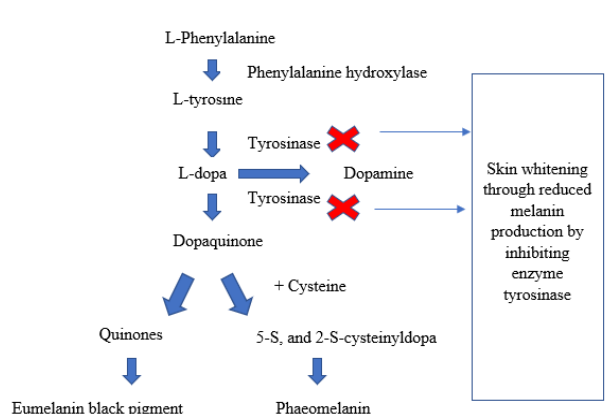 L-Phenylalanine
Phenylalanine hydroxylase
L-tyrosine
Tyrosinase
L-dopa
Dopamine
Tyrosinase
Dopaquinone
+ Cysteine
Quinones
5-S, and 2-S-cysteinyldopa
Eumelanin black pigment
Phaeomelanin
Skin whitening
through reduced
melanin
production by
inhibiting
enzyme
tyrosinase